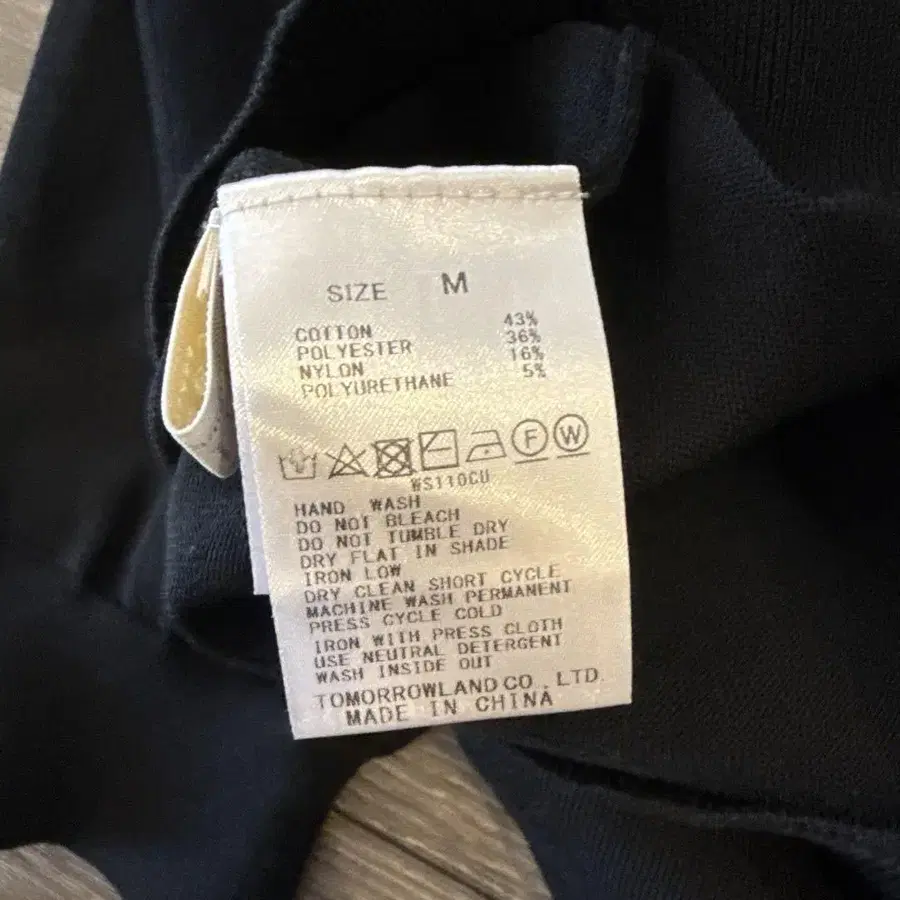 SIZE M
COTTON 43%
POLYESTER 36%
NYLON 16%
POLYURETHANE 5%
F W
WS110CU
HAND WASH
DO NOT BLEACH
DO NOT TUMBLE DRY
DRY FLAT IN SHADE
IRON LOW
DRY CLEAN SHORT CYCLE
MACHINE WASH PERMANENT
PRESS CYCLE COLD
IRON WITH PRESS CLOTH
USE NEUTRAL DETERGENT
WASH INSIDE OUT
TOMORROWLAND CO., LTD.
MADE IN CHINA